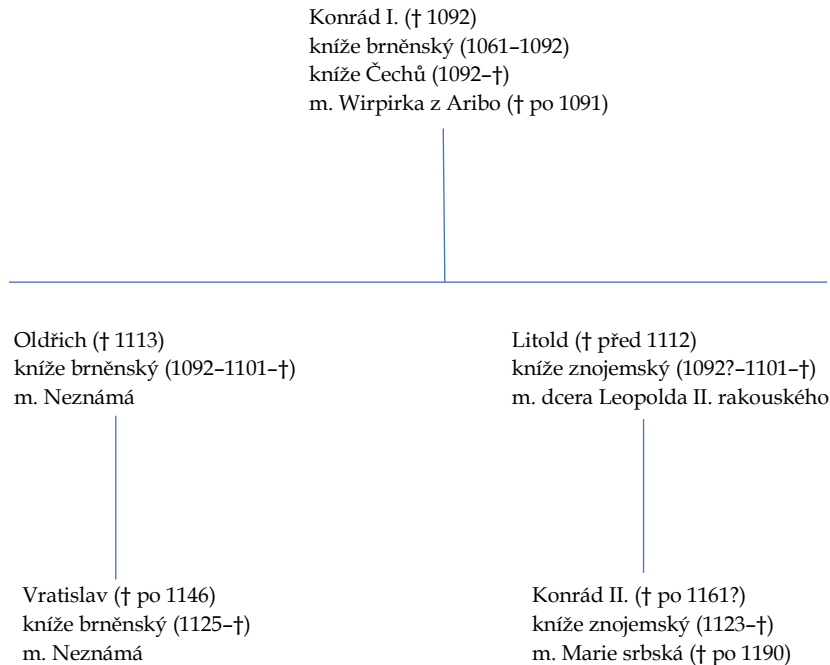 Konrád I. († 1092)
kníže brněnský (1061–1092)
kníže Čechů (1092–†)
m. Wirpirka z Aribo († po 1091)
Oldřich († 1113)
kníže brněnský (1092–1101–†)
m. Neznámá
Litold († před 1112)
kníže znojemský (1092?–1101–†)
m. dcera Leopolda II. rakouského
Vratislav († po 1146)
kníže brněnský (1125–†)
m. Neznámá
Konrád II. († po 1161?)
kníže znojemský (1123–†)
m. Marie srbská († po 1190)